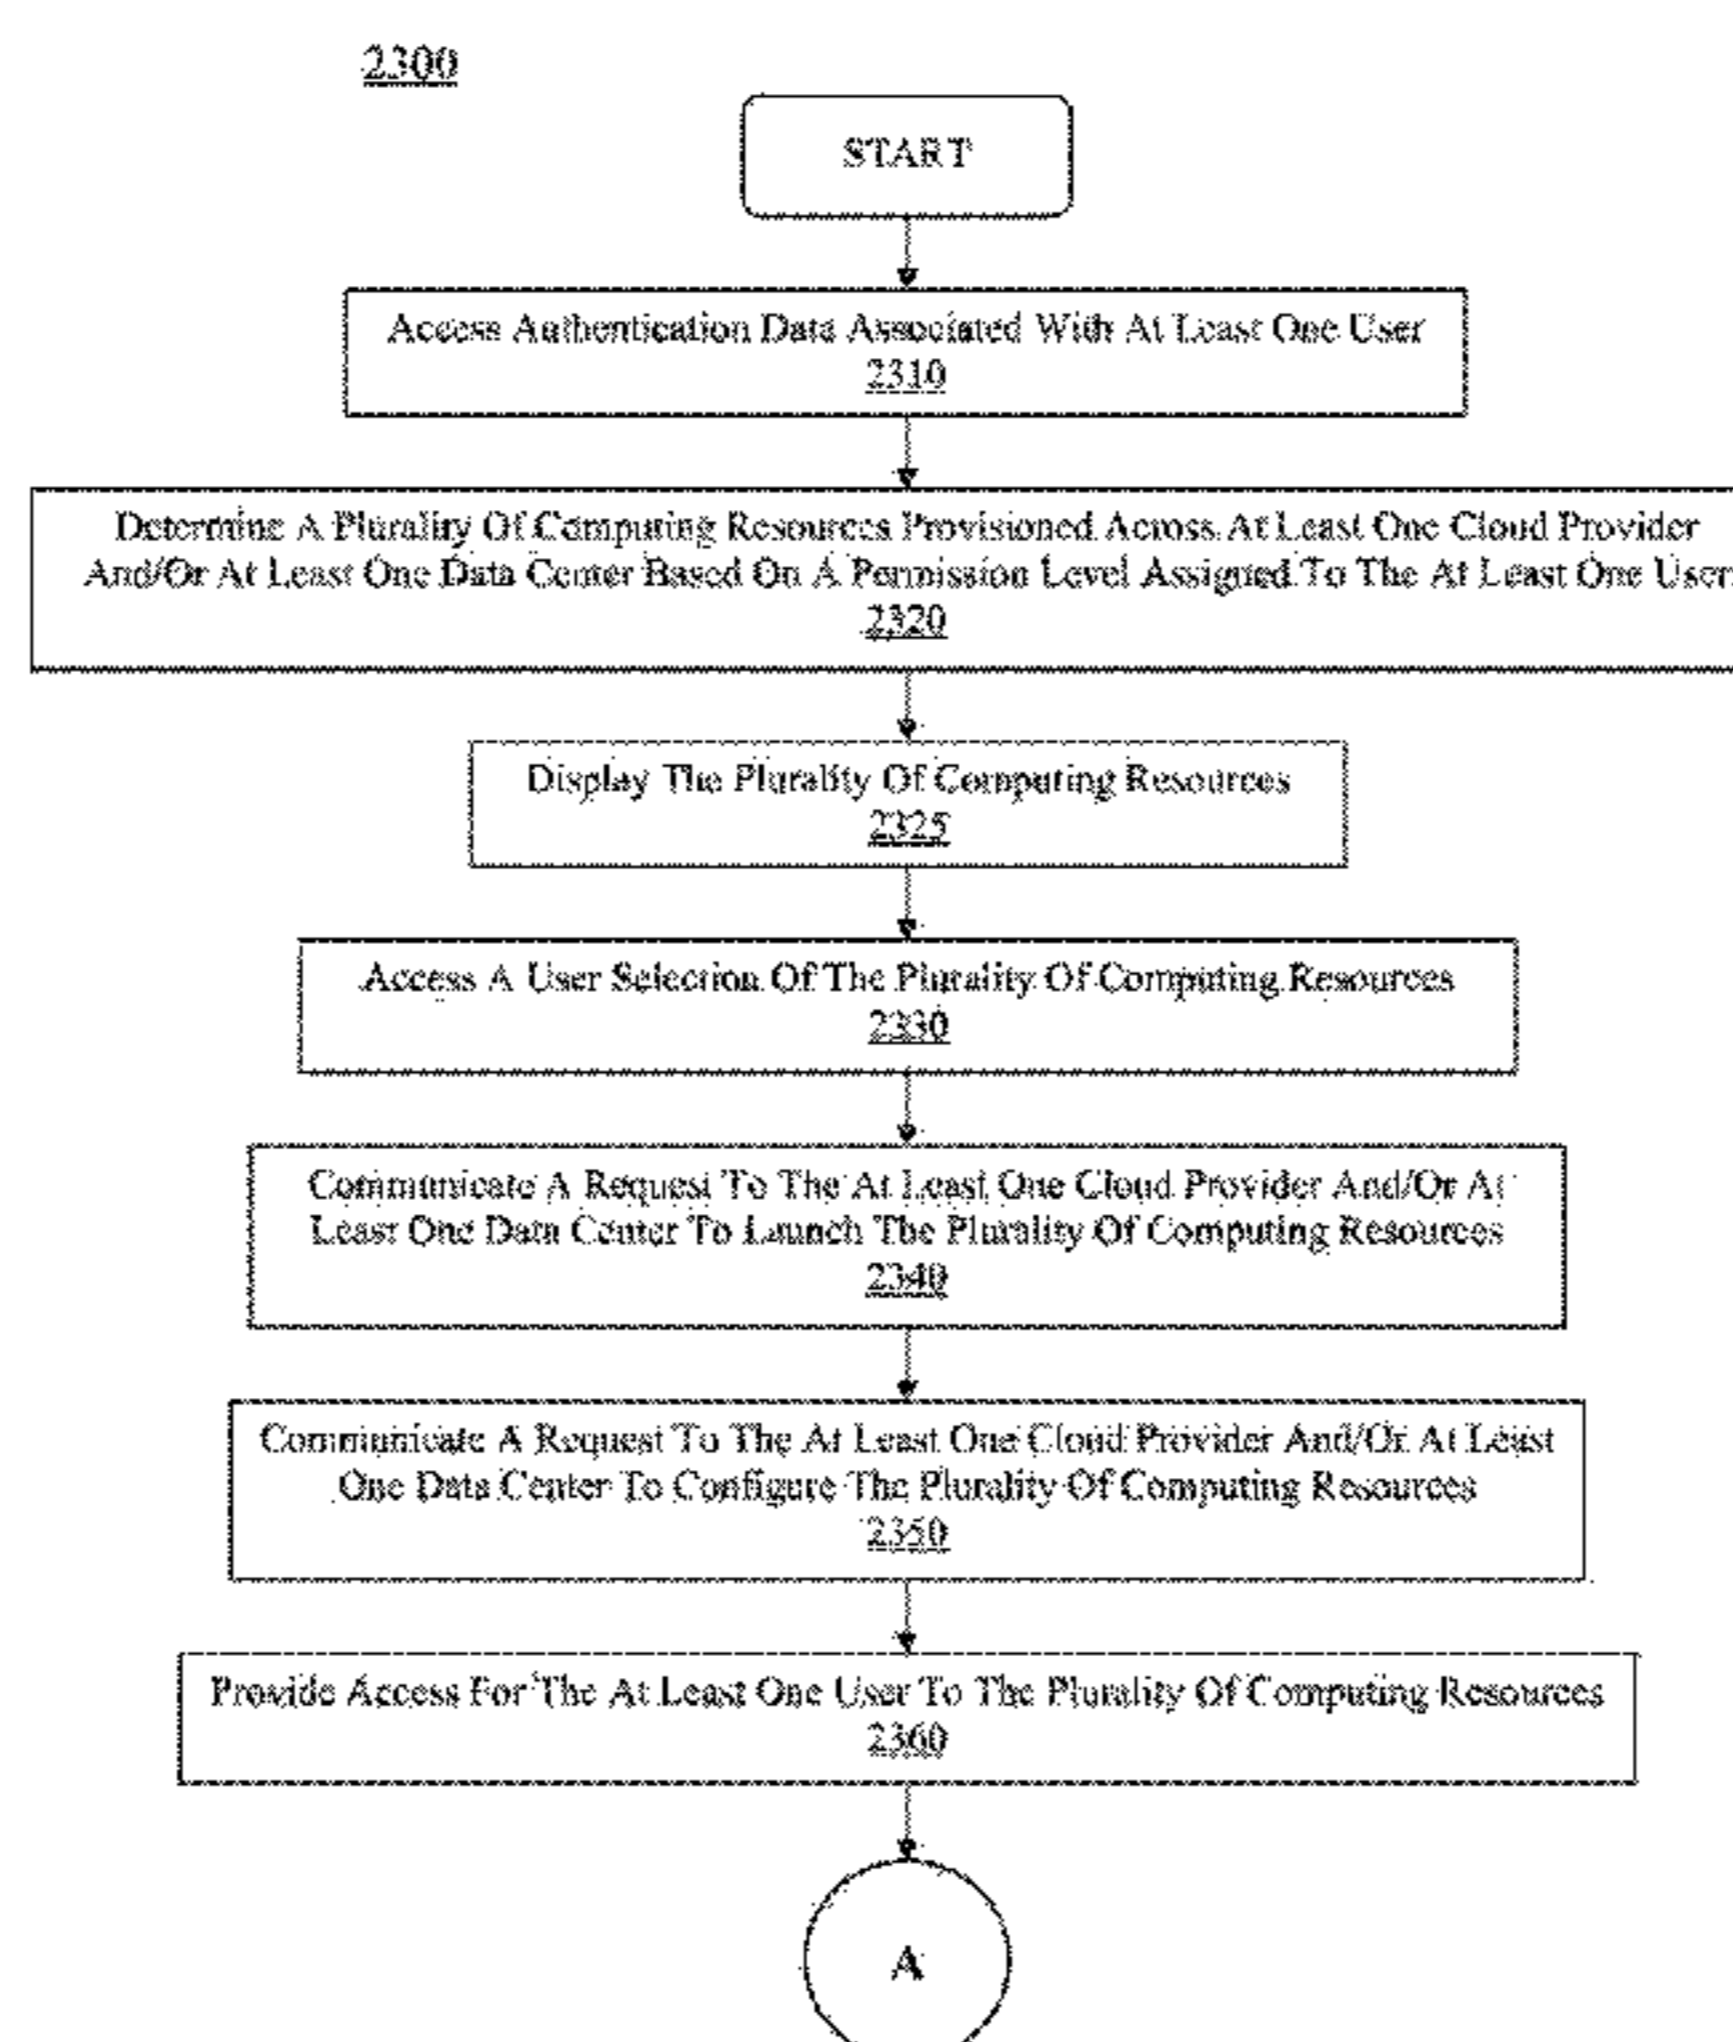 2300
START
Access Authentication Data Associated With At Least One User
2310
Determine A Plurality Of Computing Resources Provisioned Across At Least One Cloud Provider
And/Or At Least One Data Center Based On A Permission Level Assigned To The At Least One User
2320
Display The Plurality Of Computing Resources
2325
Access A User Selection Of The Plurality Of Computing Resources
2330
Communicate A Request To The At Least One Cloud Provider And/Or At
Least One Data Center To Launch The Plurality Of Computing Resources
2340
Communicate A Request To The At Least One Cloud Provider And/Or At Least
One Data Center To Configure The Plurality Of Computing Resources
2350
Provide Access For The At Least One User To The Plurality Of Computing Resources
2360
A